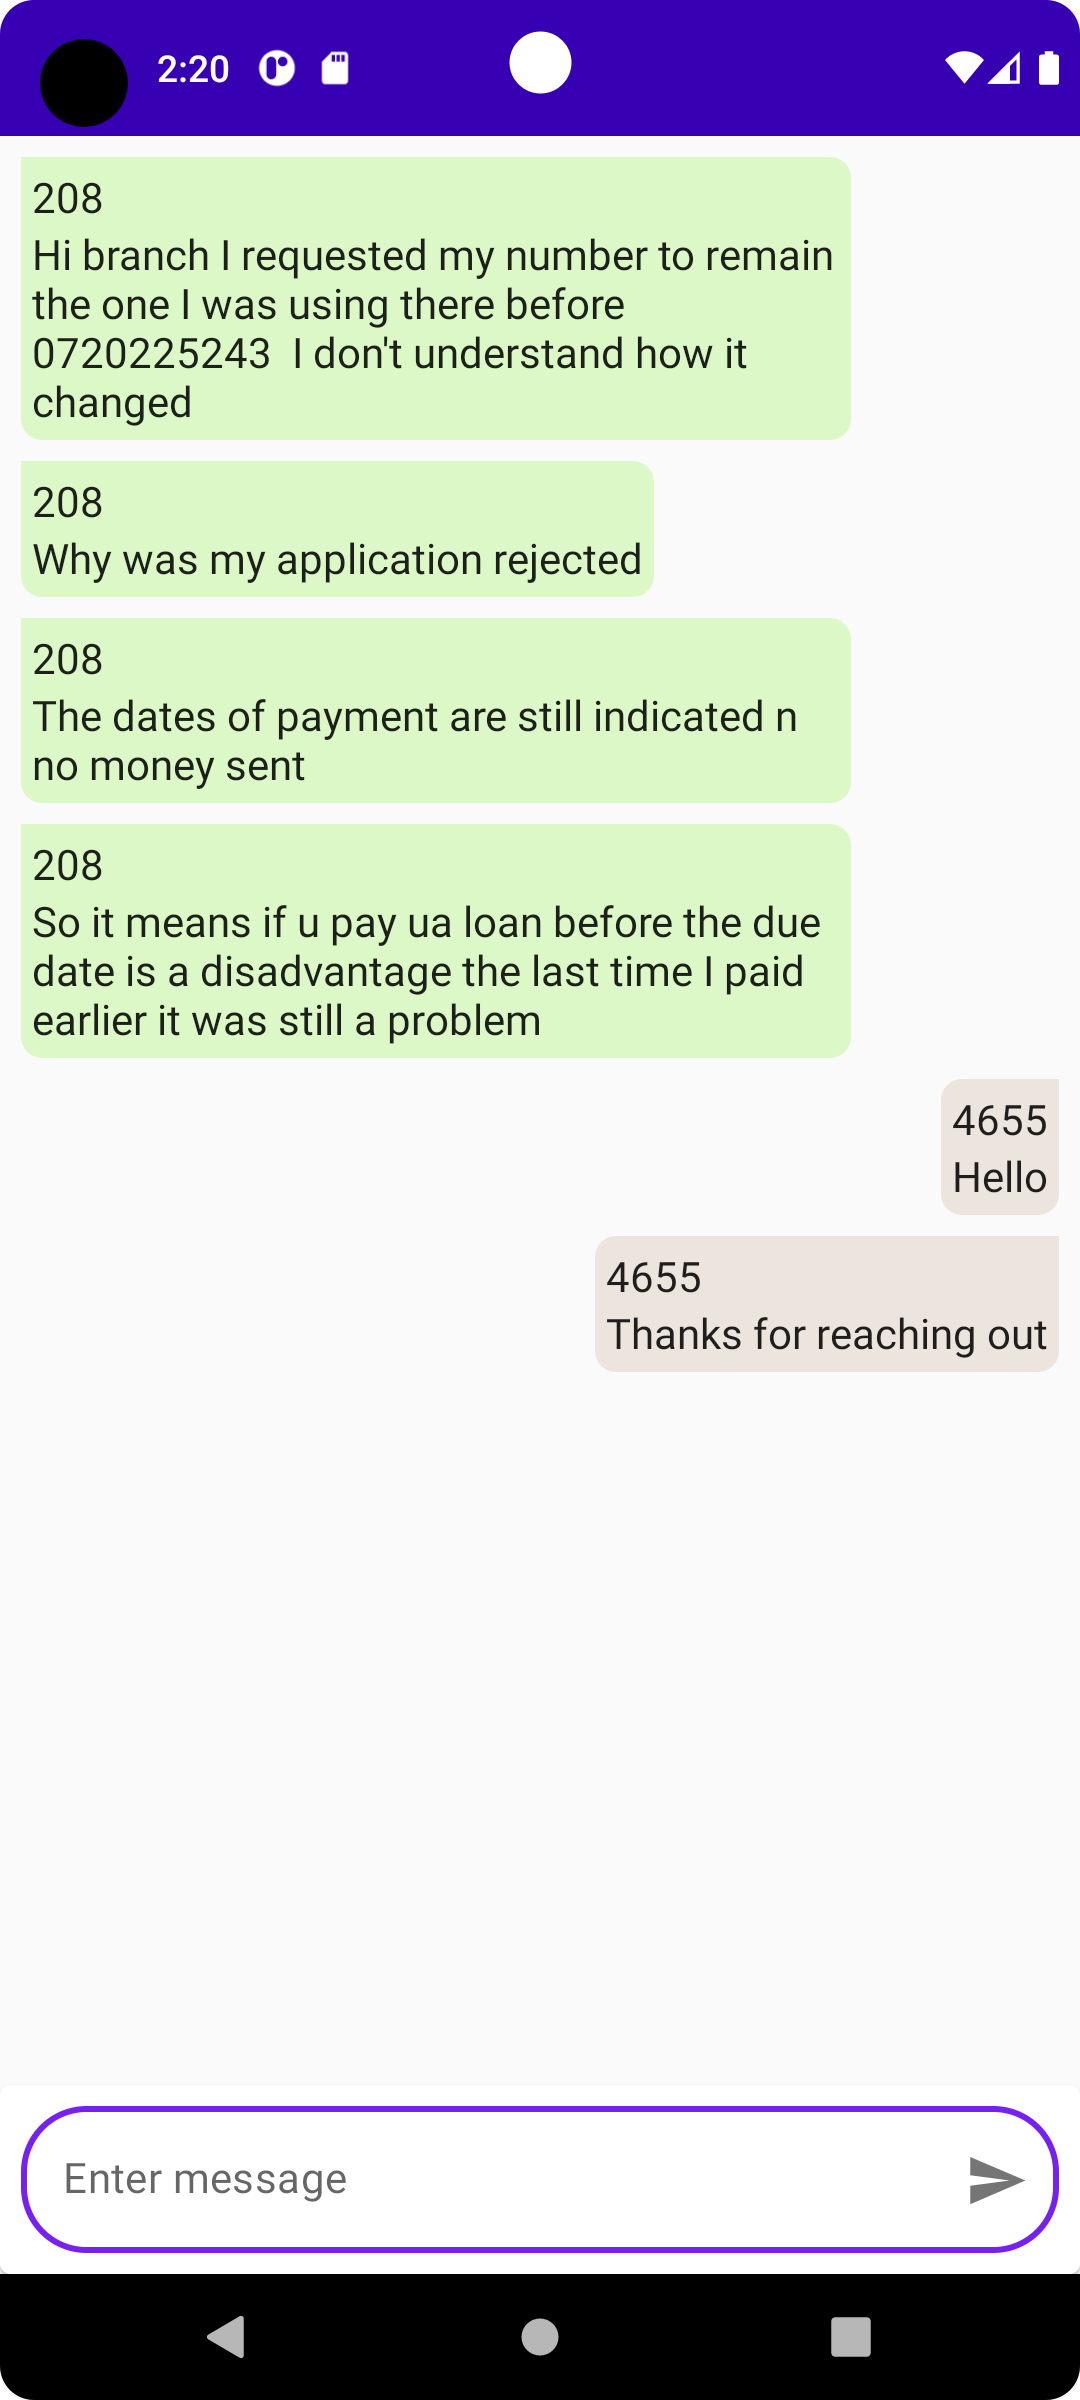 2:20
208
Hi branch I requested my number to remain
the one I was using there before
0720225243  I don't understand how it
changed
208
Why was my application rejected
208
The dates of payment are still indicated n
no money sent
208
So it means if u pay ua loan before the due
date is a disadvantage the last time I paid
earlier it was still a problem
4655
Hello
4655
Thanks for reaching out
Enter message